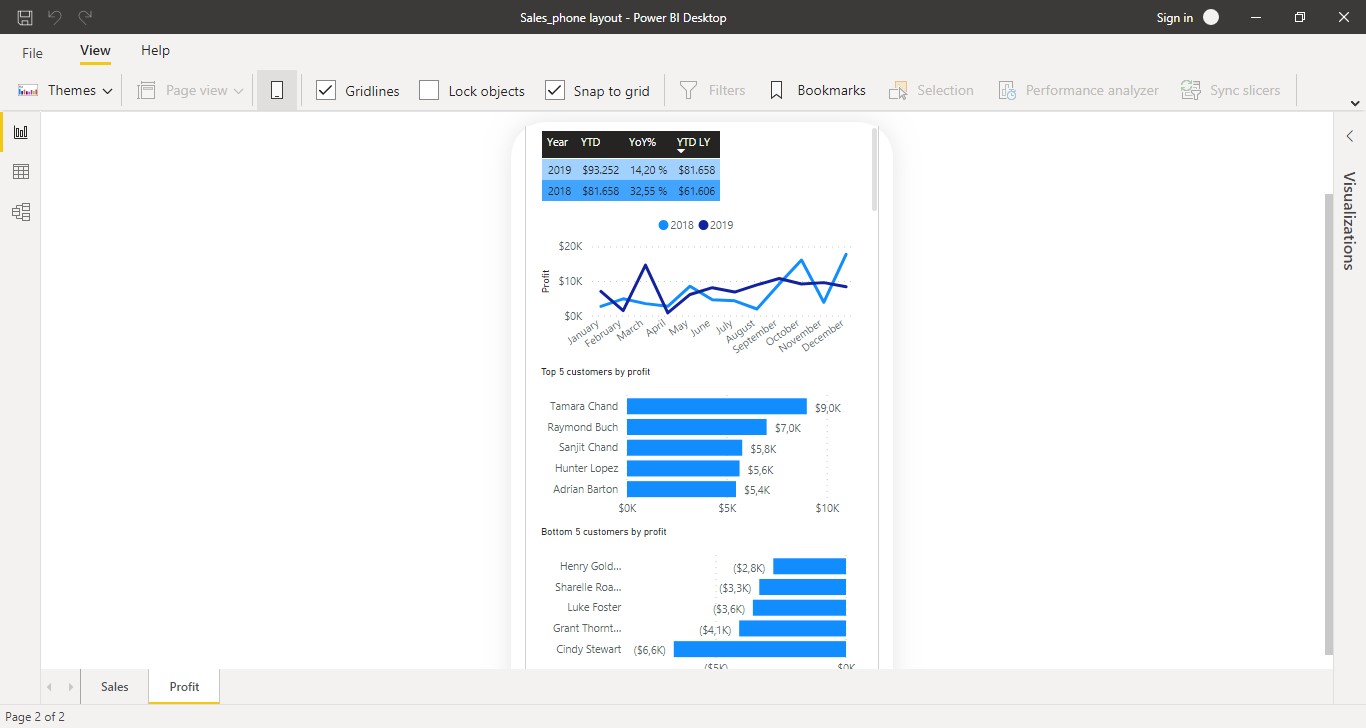 Sales_phone layout - Power BI Desktop
Sign in
File
View
Help
Themes
Page view
Gridlines
Lock objects
Snap to grid
Filters
Bookmarks
Selection
Performance analyzer
Sync slicers
Visualizations
Year YTD YoY% YTD LY
2019 $93.252 14,20 % $81.658
2018 $81.658 32,55 % $61.606
2018 2019
Profit
$20K
$10K
$0K
January
February
March
April
May
June
July
August
September
October
November
December
Top 5 customers by profit
Tamara Chand $9,0K
Raymond Buch $7,0K
Sanjit Chand $5,8K
Hunter Lopez $5,6K
Adrian Barton $5,4K
$0K $5K $10K
Bottom 5 customers by profit
Henry Gold... ($2,8K)
Sharelle Roa... ($3,3K)
Luke Foster ($3,6K)
Grant Thornt... ($4,1K)
Cindy Stewart ($6,6K)
($5K) $0K
Sales
Profit
Page 2 of 2